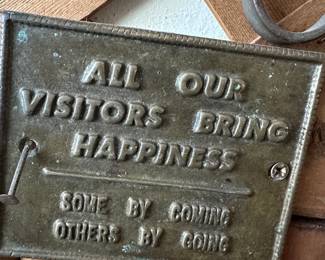 ALL OUR
VISITORS BRING
HAPPINESS
SOME BY COMING
OTHERS BY GOING